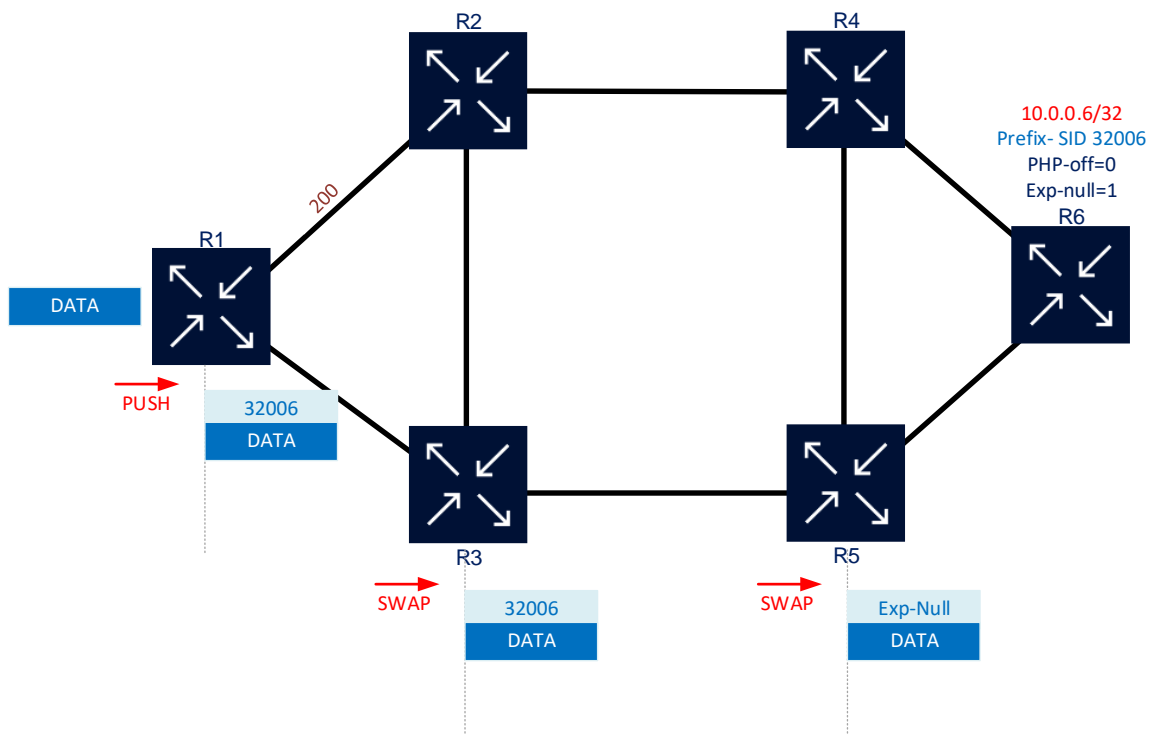 R2
R4
10.0.0.6/32
Prefix- SID 32006
PHP-off=0
Exp-null=1
R6
200
R1
DATA
PUSH
32006
DATA
R3
R5
SWAP
32006
DATA
SWAP
Exp-Null
DATA